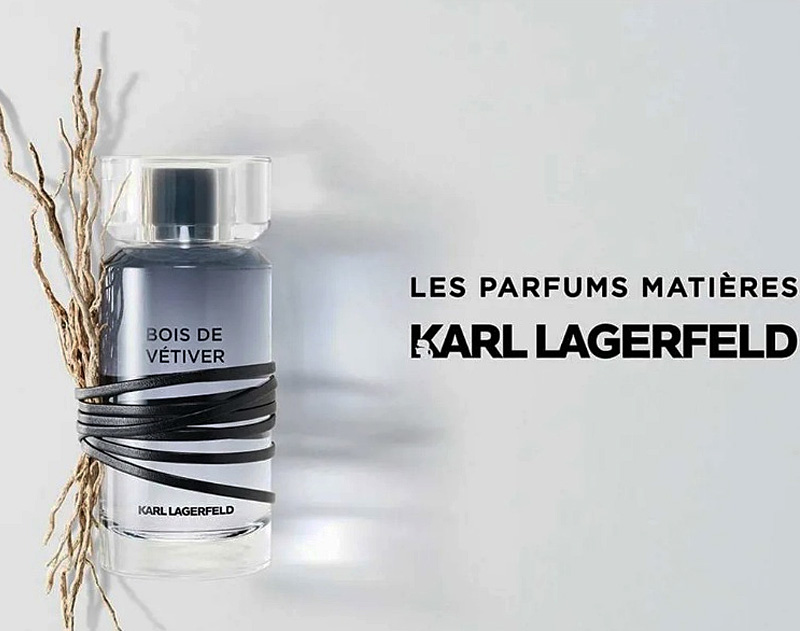 BOIS DE
VÉTIVER
KARL LAGERFELD
LES PARFUMS MATIÈRES
KARL LAGERFELD